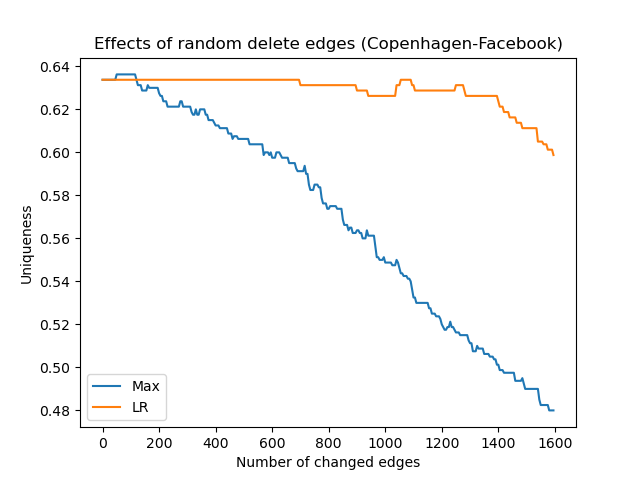 Effects of random delete edges (Copenhagen-Facebook)
0.64
0.62
0.60
0.58
0.56
0.54
0.52
0.50
0.48
Uniqueness
Max
LR
0 200 400 600 800 1000 1200 1400 1600
Number of changed edges